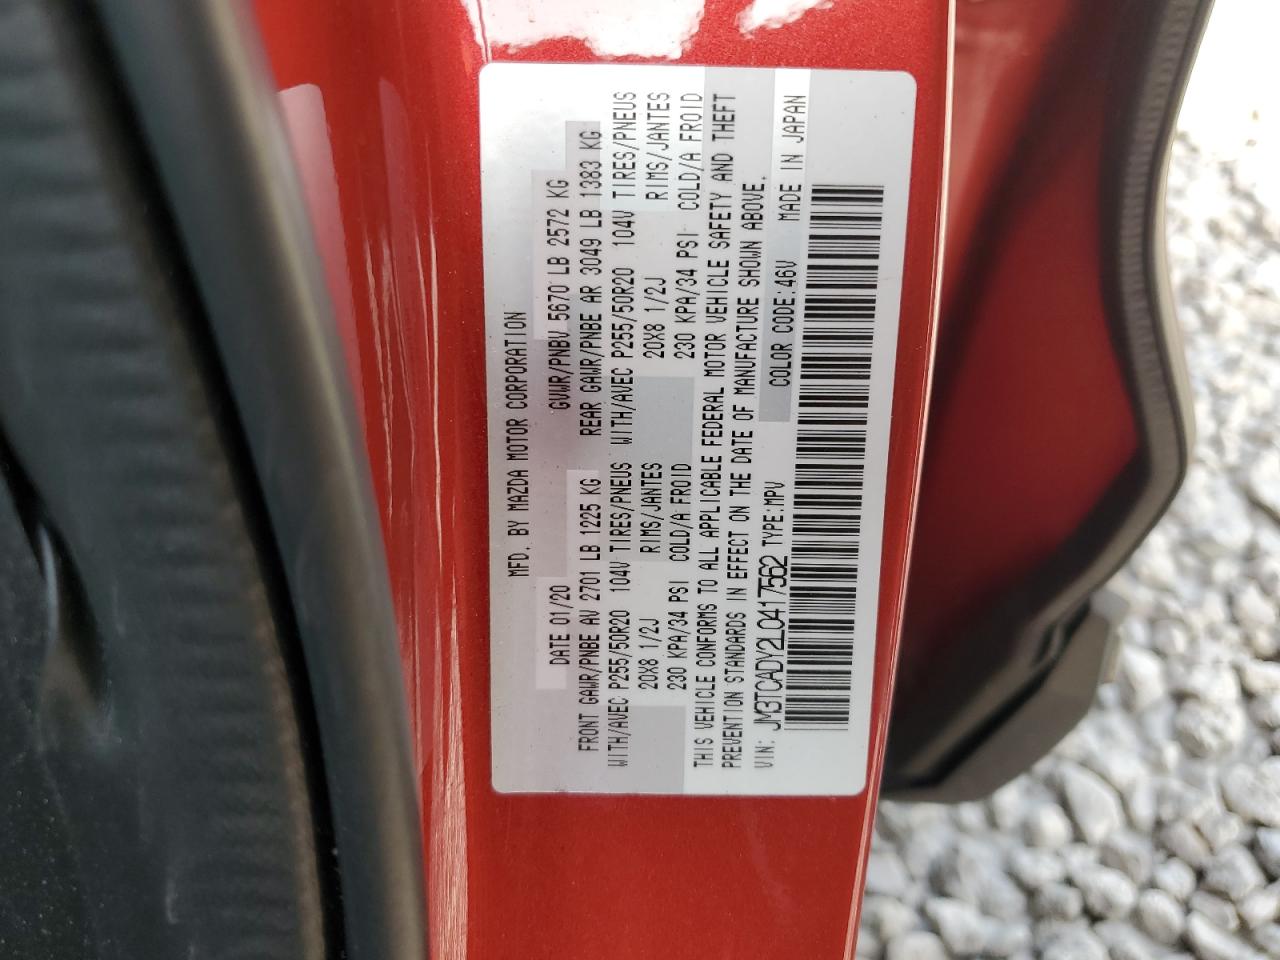 MFD. BY MAZDA MOTOR CORPORATION
DATE 01/20 GVWR/PNBV 5670 LB 2572 KG
FRONT GAWR/PNBE AV 2701 LB 1225 KG REAR GAWR/PNBE AR 3049 LB 1383 KG
WITH/AVEC P255/50R20 104V TIRES/PNEUS WITH/AVEC P255/50R20 104V TIRES/PNEUS
20X8 1/2J RIMS/JANTES 20X8 1/2J RIMS/JANTES
230 KPA/34 PSI COLD/A FROID 230 KPA/34 PSI COLD/A FROID
THIS VEHICLE CONFORMS TO ALL APPLICABLE FEDERAL MOTOR VEHICLE SAFETY AND THEFT
PREVENTION STANDARDS IN EFFECT ON THE DATE OF MANUFACTURE SHOWN ABOVE.
VIN: JM3TCADY2L0417562 TYPE:MPV COLOR CODE:46V MADE IN JAPAN